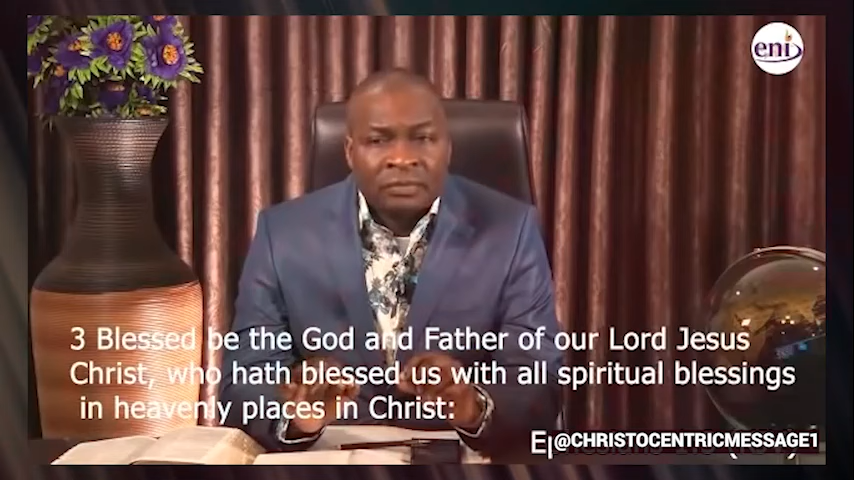 eni
3 Blessed be the God and Father of our Lord Jesus
Christ, who hath blessed us with all spiritual blessings
in heavenly places in Christ:
@CHRISTOCENTRICMESSAGE1